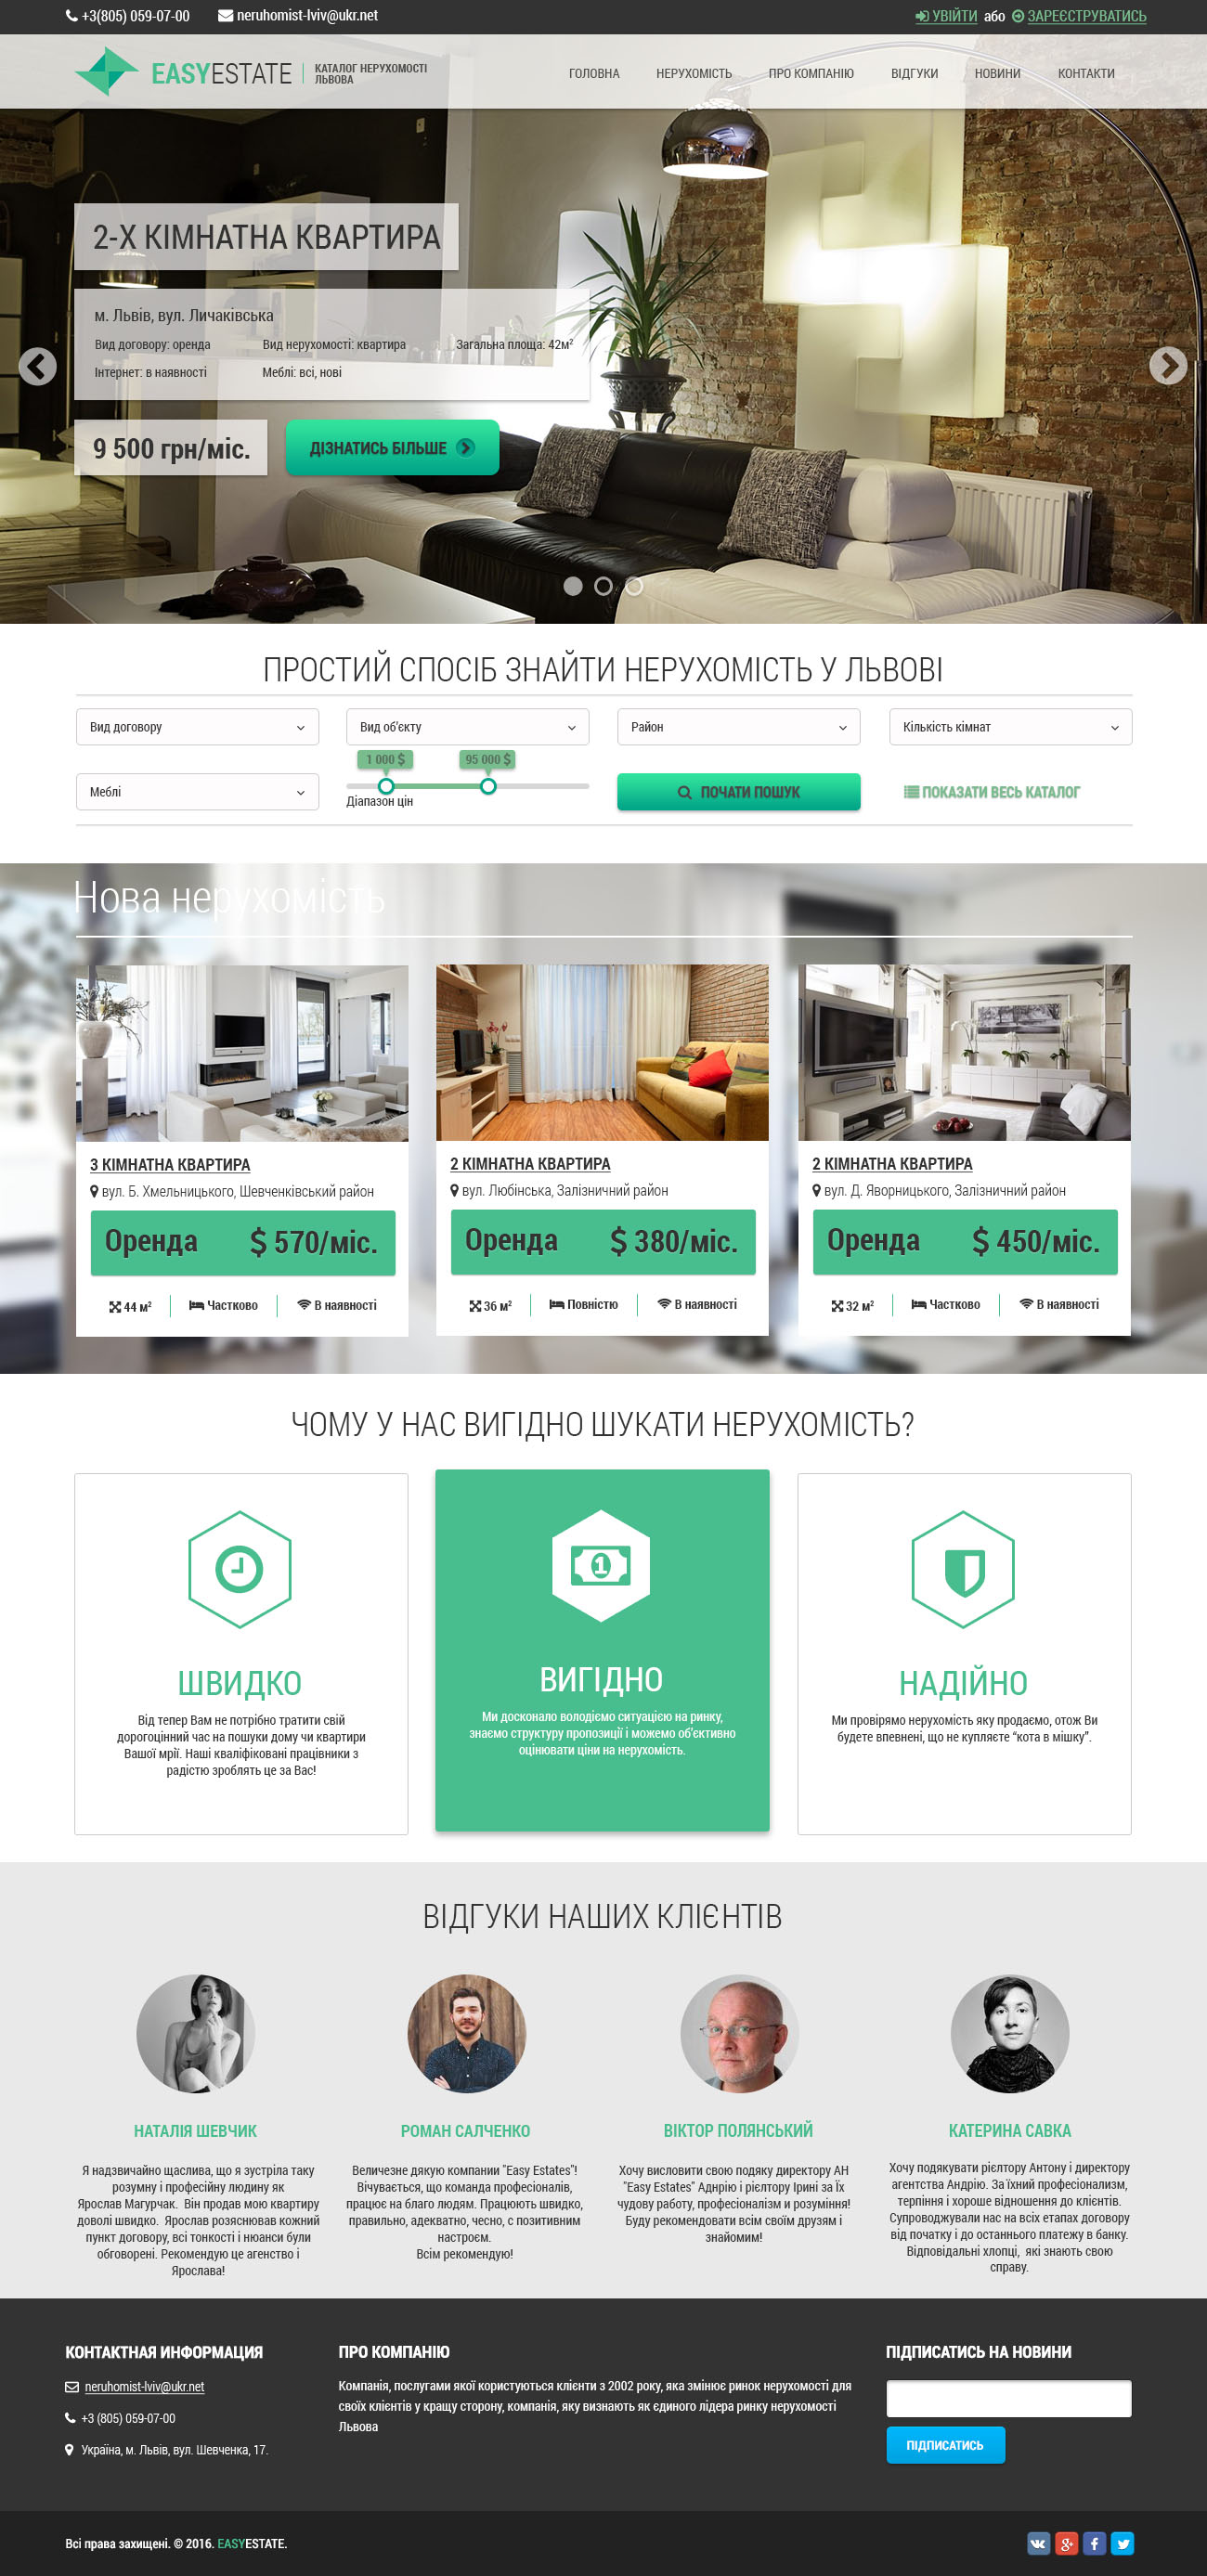 +3(805) 059-07-00 neruhomist-lviv@ukr.net УВІЙТИ або ЗАРЕЄСТРУВАТИСЬ
EASYESTATE КАТАЛОГ НЕРУХОМОСТІ
ЛЬВОВА
ГОЛОВНА НЕРУХОМІСТЬ ПРО КОМПАНІЮ ВІДГУКИ НОВИНИ КОНТАКТИ
2-Х КІМНАТНА КВАРТИРА
м. Львів, вул. Личаківська
Вид договору: оренда Вид нерухомості: квартира Загальна площа: 42м²
Інтернет: в наявності Меблі: всі, нові
9 500 грн/міс. ДІЗНАТИСЬ БІЛЬШЕ
ПРОСТИЙ СПОСІБ ЗНАЙТИ НЕРУХОМІСТЬ У ЛЬВОВІ
Вид договору Вид об'єкту Район Кількість кімнат
1 000 $ 95 000 $
Меблі Діапазон цін ПОЧАТИ ПОШУК ПОКАЗАТИ ВЕСЬ КАТАЛОГ
Нова нерухомість
3 КІМНАТНА КВАРТИРА
вул. Б. Хмельницького, Шевченківський район
Оренда $ 570/міс.
44 м² Частково В наявності
2 КІМНАТНА КВАРТИРА
вул. Любінська, Залізничний район
Оренда $ 380/міс.
36 м² Повністю В наявності
2 КІМНАТНА КВАРТИРА
вул. Д. Яворницького, Залізничний район
Оренда $ 450/міс.
32 м² Частково В наявності
ЧОМУ У НАС ВИГІДНО ШУКАТИ НЕРУХОМІСТЬ?
ШВИДКО
Від тепер Вам не потрібно тратити свій
дорогоцінний час на пошуки дому чи квартири
Вашої мрії. Наші кваліфіковані працівники з
радістю зроблять це за Вас!
1
ВИГІДНО
Ми досконало володіємо ситуацією на ринку,
знаємо структуру пропозиції і можемо об'єктивно
оцінювати ціни на нерухомість.
НАДІЙНО
Ми провірямо нерухомість яку продаємо, отож Ви
будете впевнені, що не купляєте "кота в мішку".
ВІДГУКИ НАШИХ КЛІЄНТІВ
НАТАЛІЯ ШЕВЧИК
Я надзвичайно щаслива, що я зустріла таку
розумну і професійну людину як
Ярослав Магурчак. Він продав мою квартиру
доволі швидко. Ярослав розяснював кожний
пункт договору, всі тонкості і нюанси були
обговорені. Рекомендую це агенство і
Ярослава!
РОМАН САЛЧЕНКО
Величезне дякую компании "Easy Estates"!
Вічувається, що команда професіоналів,
працює на благо людям. Працюють швидко,
правильно, адекватно, чесно, с позитивним
настроєм.
Всім рекомендую!
ВІКТОР ПОЛЯНСЬКИЙ
Хочу висловити свою подяку директору АН
"Easy Estates" Аднрію і рієлтору Ірині за Їх
чудову работу, професіоналізм и розуміння!
Буду рекомендовати всім своїм друзям і
знайомим!
КАТЕРИНА САВКА
Хочу подякувати рієлтору Антону і директору
агентства Андрію. За їхний професионализм,
терпіння і хороше відношення до клієнтів.
Супроводжували нас на всіх етапах договору
від початку і до останнього платежу в банку.
Відповідальні хлопці, які знають свою
справу.
КОНТАКТНАЯ ИНФОРМАЦИЯ
neruhomist-lviv@ukr.net
+3 (805) 059-07-00
Україна, м. Львів, вул. Шевченка, 17.
ПРО КОМПАНІЮ
Компанія, послугами якої користуються клієнти з 2002 року, яка змінює ринок нерухомості для
своїх клієнтів у кращу сторону, компанія, яку визнають як єдиного лідера ринку нерухомості
Львова
ПІДПИСАТИСЬ НА НОВИНИ
ПІДПИСАТИСЬ
Всі права захищені. © 2016. EASYESTATE.